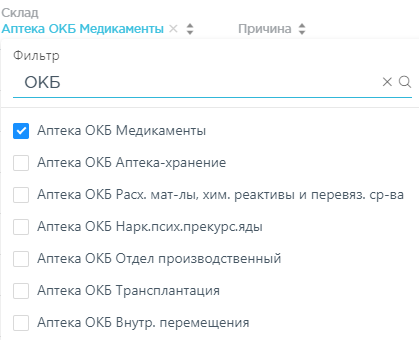 Склад
Аптека ОКБ Медикаменты Причина
Фильтр
ОКБ
Аптека ОКБ Медикаменты
Аптека ОКБ Аптека-хранение
Аптека ОКБ Расх. мат-лы, хим. реактивы и перевяз. ср-ва
Аптека ОКБ Нарк.псих.прекурс.яды
Аптека ОКБ Отдел производственный
Аптека ОКБ Трансплантация
Аптека ОКБ Внутр. перемещения